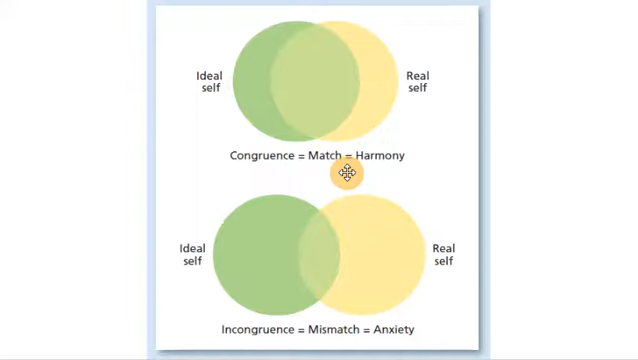 Ideal
self
Real
self
Congruence = Match = Harmony
Ideal
self
Real
self
Incongruence = Mismatch = Anxiety